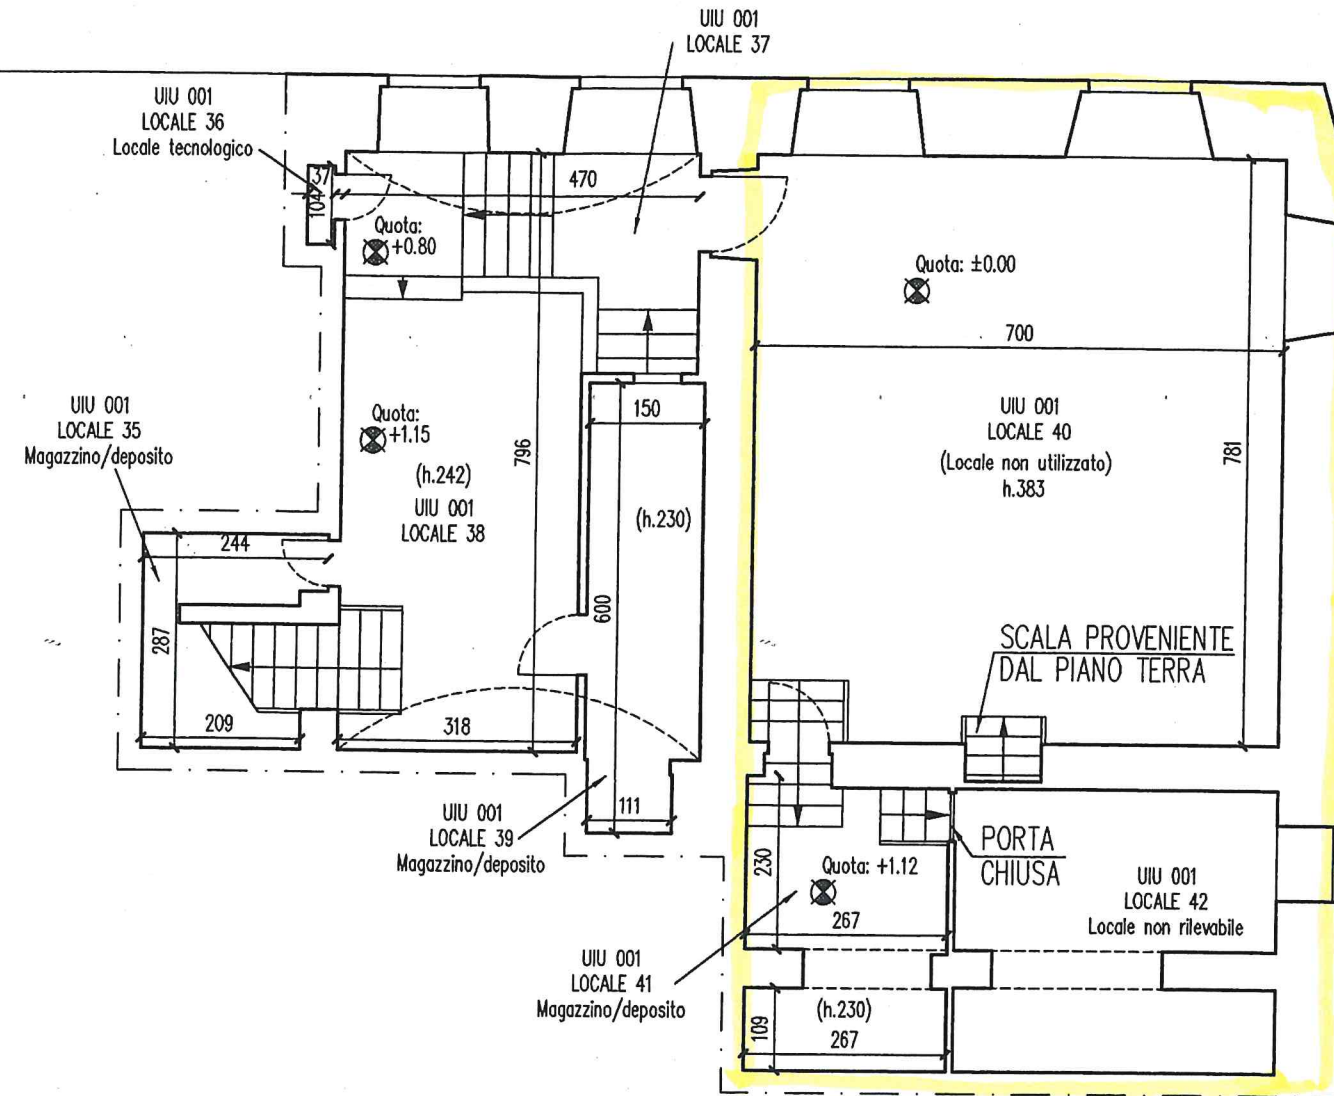 UIU 001
LOCALE 37
UIU 001
LOCALE 36
Locale tecnologico
37
104
470
Quota:
+0.80
Quota: ±0.00
700
UIU 001
LOCALE 35
Magazzino/deposito
Quota:
+1.15
(h.242)
UIU 001
LOCALE 38
796
150
(h.230)
600
UIU 001
LOCALE 40
(Locale non utilizzato)
h.383
781
244
287
209
318
SCALA PROVENIENTE
DAL PIANO TERRA
111
UIU 001
LOCALE 39
Magazzino/deposito
230
Quota: +1.12
267
PORTA
CHIUSA
UIU 001
LOCALE 42
Locale non rilevabile
UIU 001
LOCALE 41
Magazzino/deposito
109
(h.230)
267